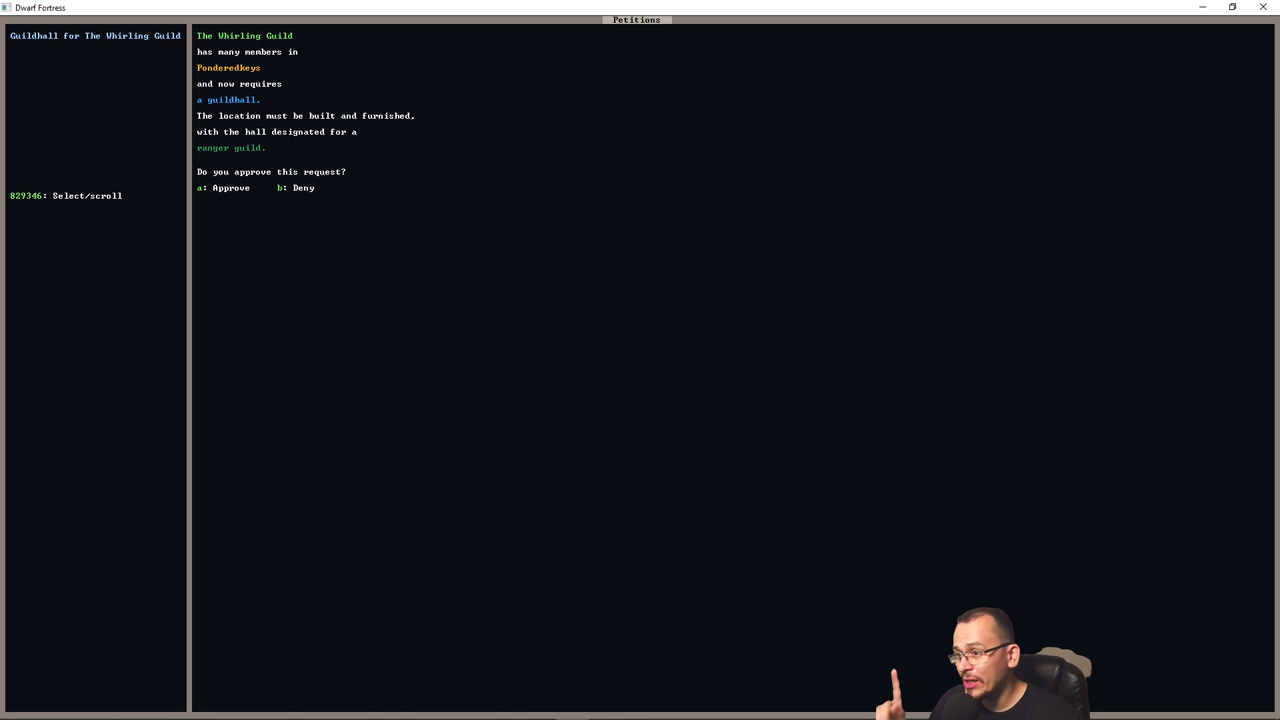 Dwarf Fortress
Petitions
Guildhall for The Whirling Guild
829346: Select/scroll
The Whirling Guild
has many members in
Ponderedkeys
and now requires
a guildhall.
The location must be built and furnished,
with the hall designated for a
ranger guild.
Do you approve this request?
a: Approve b: Deny